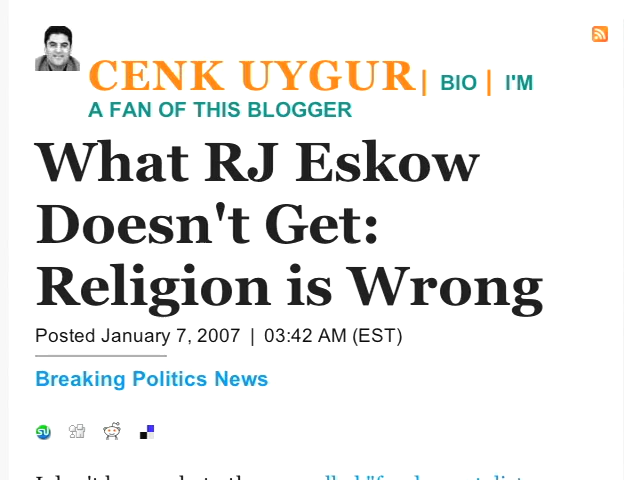 CENK UYGUR| BIO | I'M
A FAN OF THIS BLOGGER
What RJ Eskow
Doesn't Get:
Religion is Wrong
Posted January 7, 2007 | 03:42 AM (EST)
Breaking Politics News